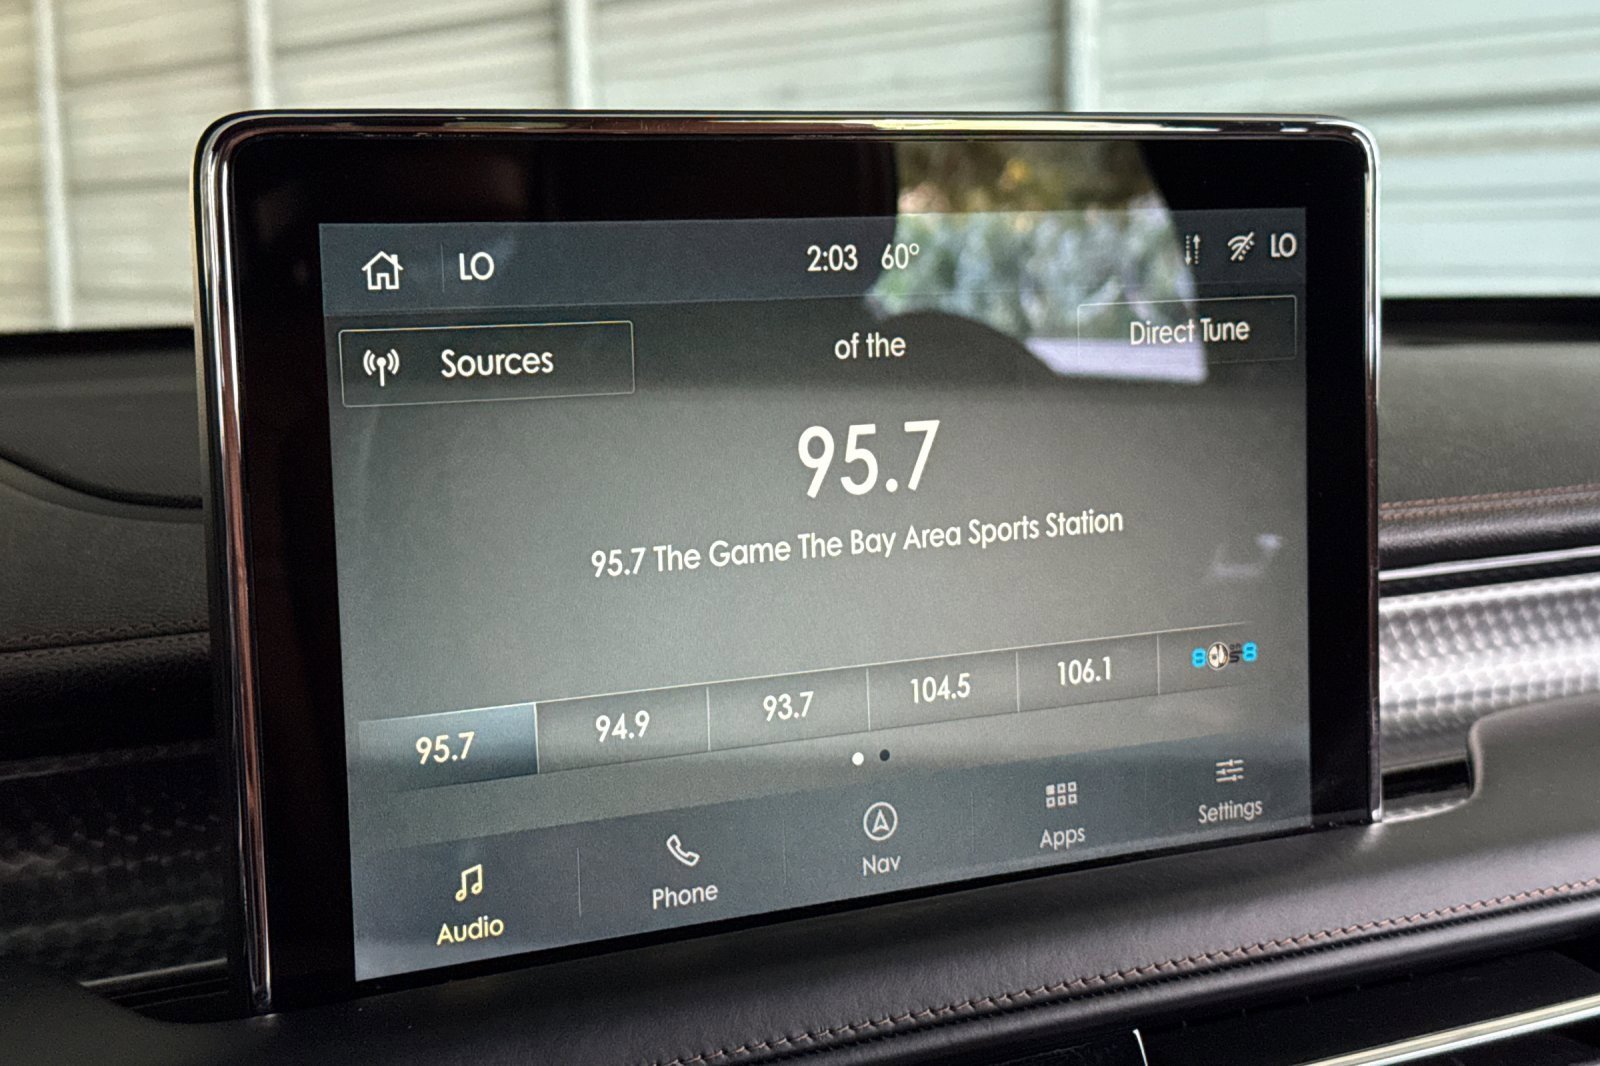 LO
2:03 60°
LO
Sources
of the
Direct Tune
95.7
95.7 The Game The Bay Area Sports Station
95.7
94.9
93.7
104.5
106.1
Audio
Phone
Nav
Apps
Settings